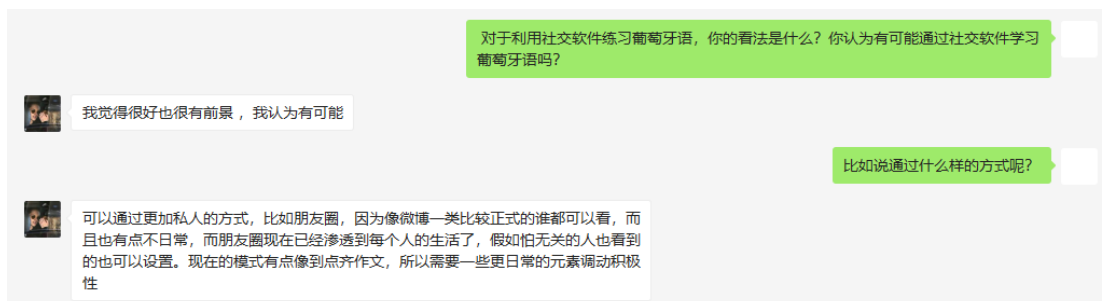 对于利用社交软件练习葡萄牙语，你的看法是什么？你认为有可能通过社交软件学习
葡萄牙语吗？
我觉得很好也很有前景 ，我认为有可能
比如说通过什么样的方式呢？
可以通过更加私人的方式，比如朋友圈，因为像微博一类比较正式的谁都可以看，而
且也有点不日常，而朋友圈现在已经渗透到每个人的生活了，假如怕无关的人也看到
的也可以设置。现在的模式有点像到点齐作文，所以需要一些更日常的元素调动积极
性